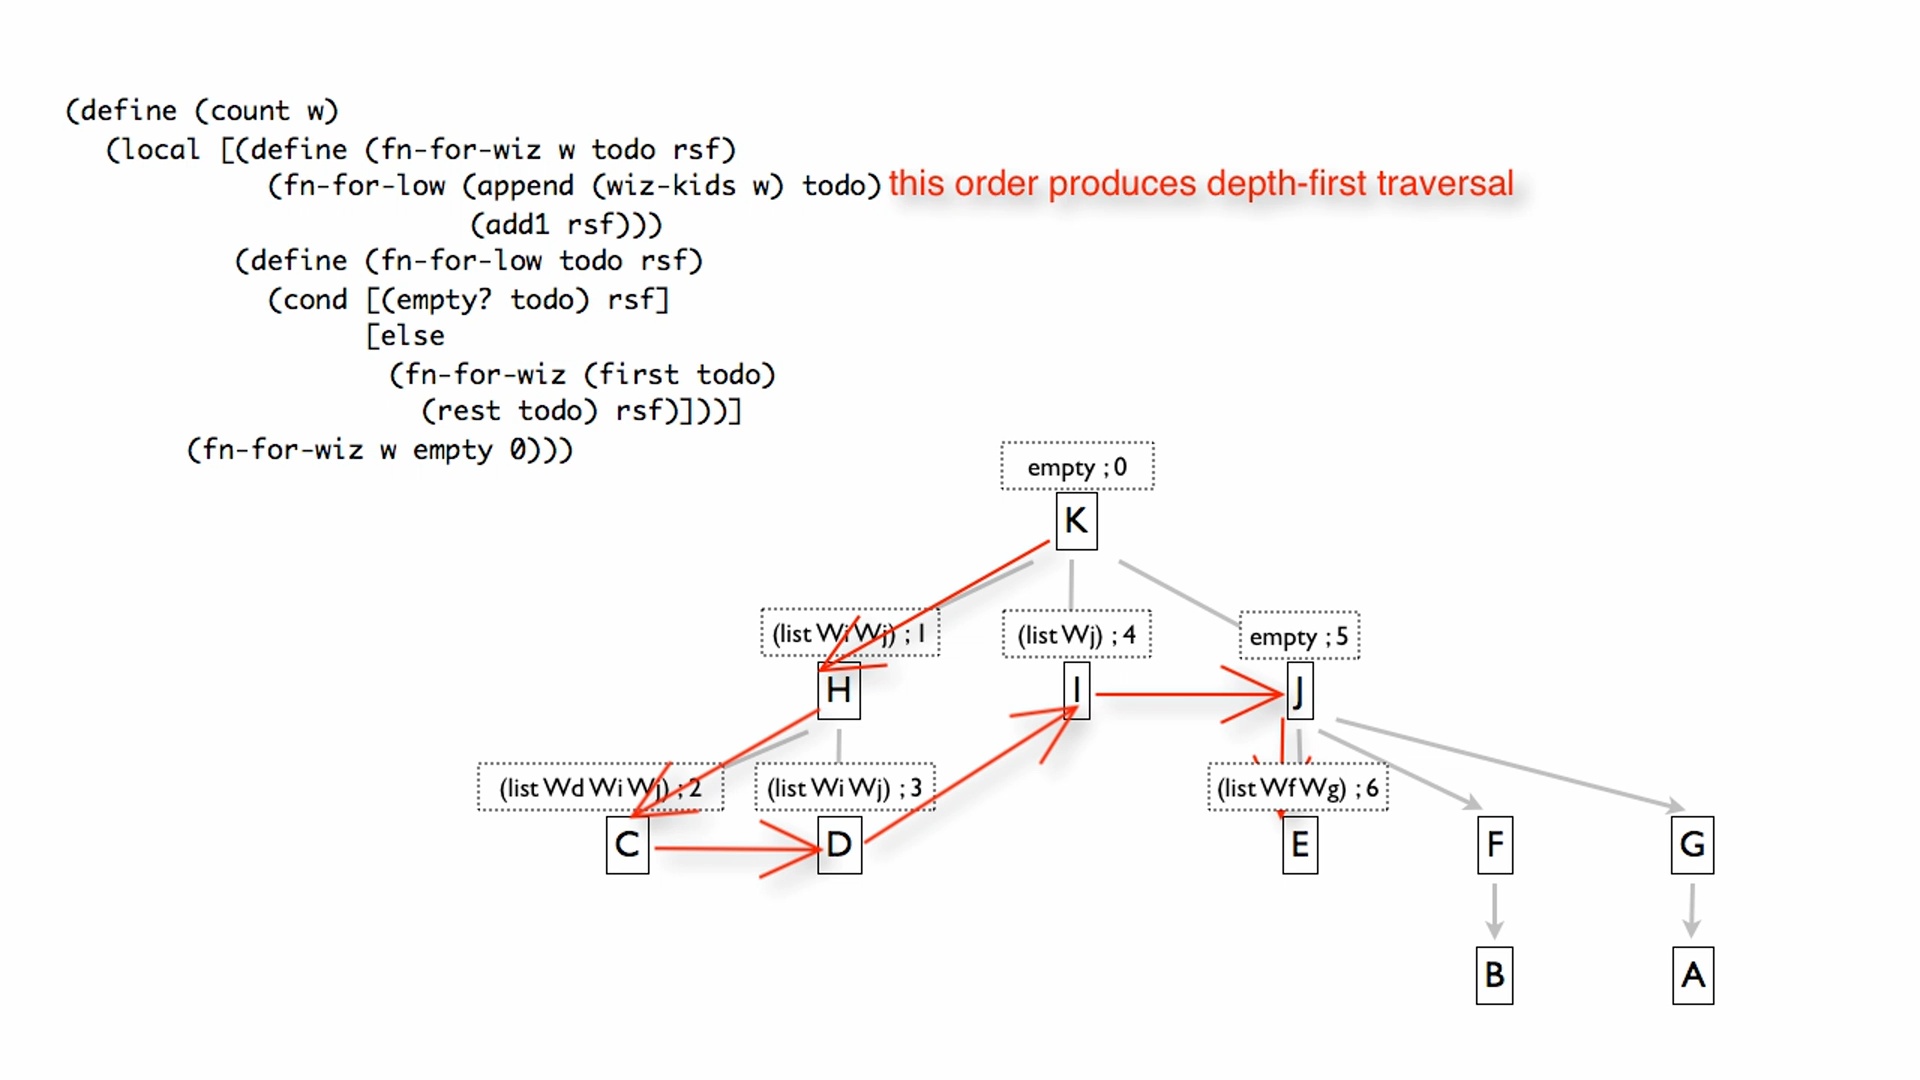 (define (count w)
(local [(define (fn-for-wiz w todo rsf)
(fn-for-low (append (wiz-kids w) todo) this order produces depth-first traversal
(add1 rsf)))
(define (fn-for-low todo rsf)
(cond [(empty? todo) rsf]
[else
(fn-for-wiz (first todo)
(rest todo) rsf)]))]
(fn-for-wiz w empty 0)))
empty ; 0
K
(list Wi Wj) ; 1
(list Wj) ; 4
empty ; 5
H
I
J
(list Wd Wi Wj) ; 2
(list Wi Wj) ; 3
(list Wf Wg) ; 6
C
D
E
F
G
B
A